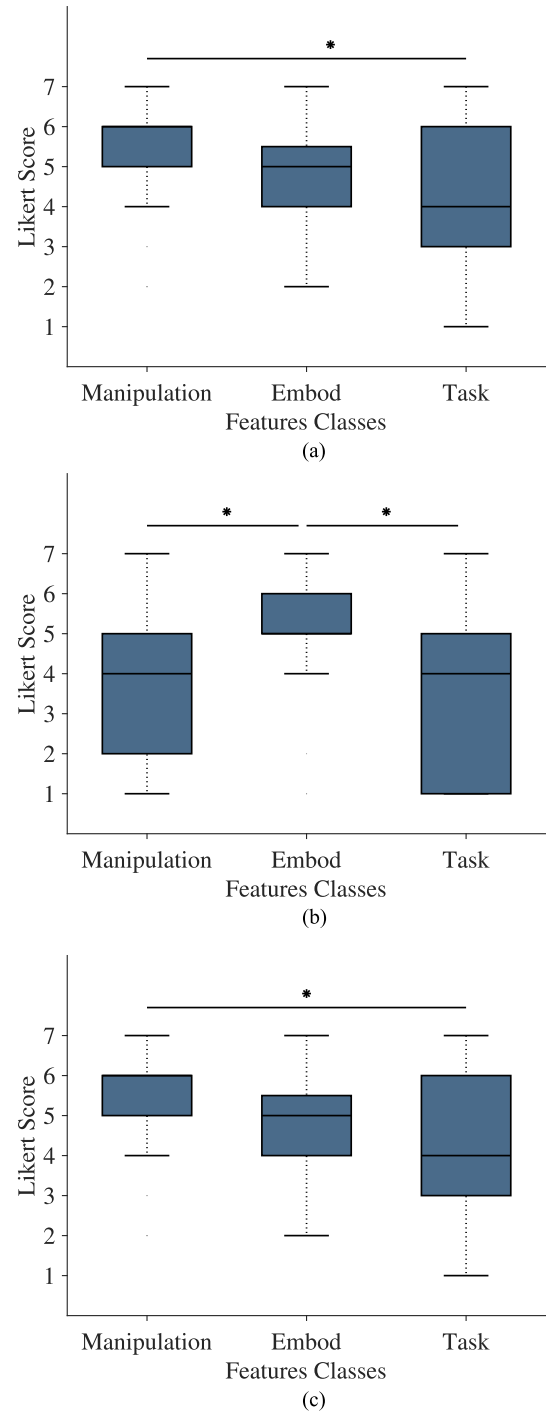 *
7
6
5
4
3
2
1
Likert Score
Manipulation Embod Task
Features Classes
(a)
* *
7
6
5
4
3
2
1
Likert Score
Manipulation Embod Task
Features Classes
(b)
*
7
6
5
4
3
2
1
Likert Score
Manipulation Embod Task
Features Classes
(c)